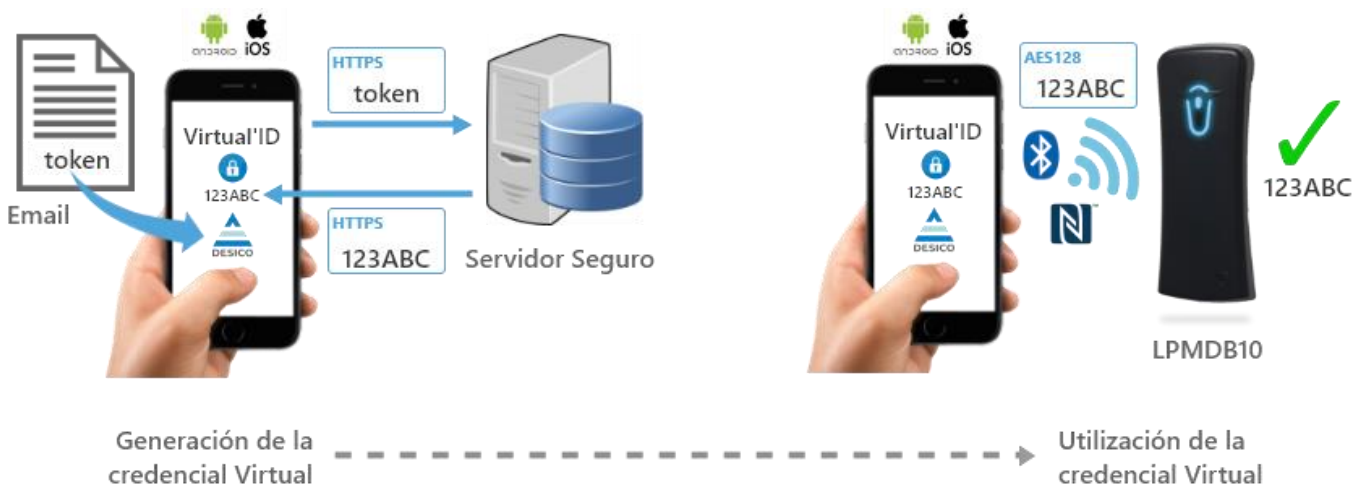 android iOS
token
Email
Virtual'ID
123ABC
DESICO
HTTPS
token
HTTPS
123ABC
Servidor Seguro
android iOS
Virtual'ID
123ABC
DESICO
AES128
123ABC
N™
123ABC
LPMDB10
Generación de la
credencial Virtual
Utilización de la
credencial Virtual